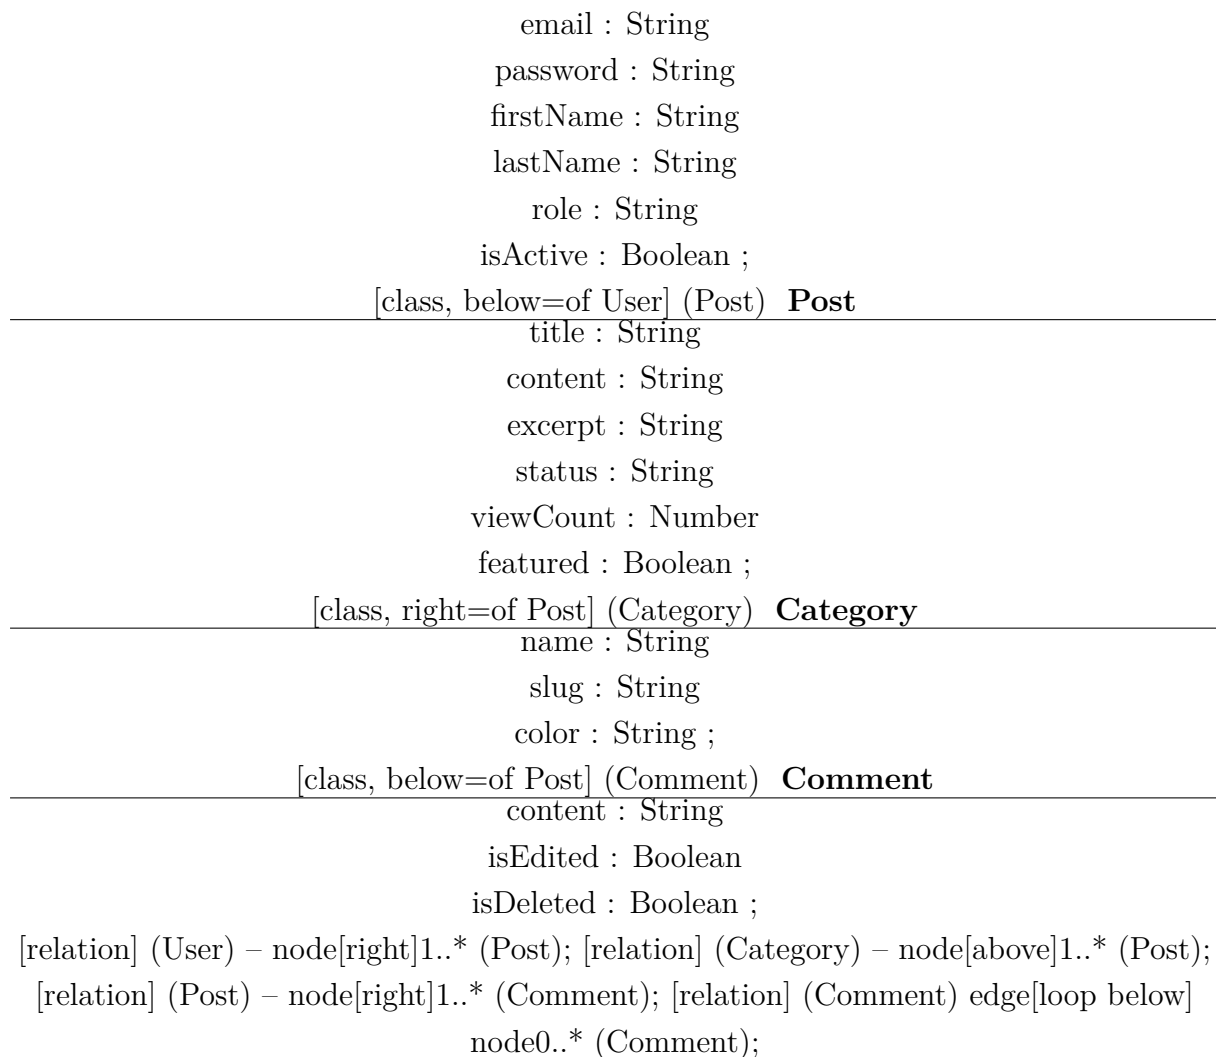 email : String
password : String
firstName : String
lastName : String
role : String
isActive : Boolean ;
[class, below=of User] (Post) Post
title : String
content : String
excerpt : String
status : String
viewCount : Number
featured : Boolean ;
[class, right=of Post] (Category) Category
name : String
slug : String
color : String ;
[class, below=of Post] (Comment) Comment
content : String
isEdited : Boolean
isDeleted : Boolean ;
[relation] (User) – node[right]1..* (Post); [relation] (Category) – node[above]1..* (Post);
[relation] (Post) – node[right]1..* (Comment); [relation] (Comment) edge[loop below]
node0..* (Comment);